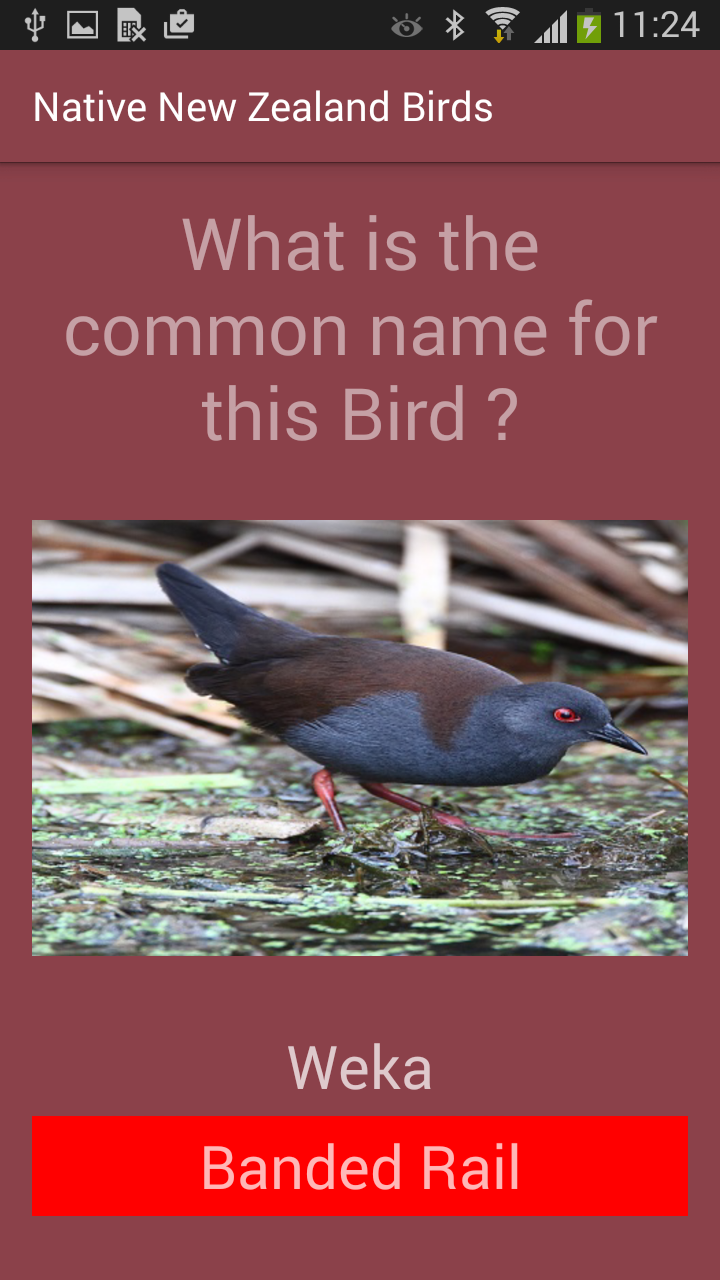 11:24
Native New Zealand Birds
What is the
common name for
this Bird ?
Weka
Banded Rail